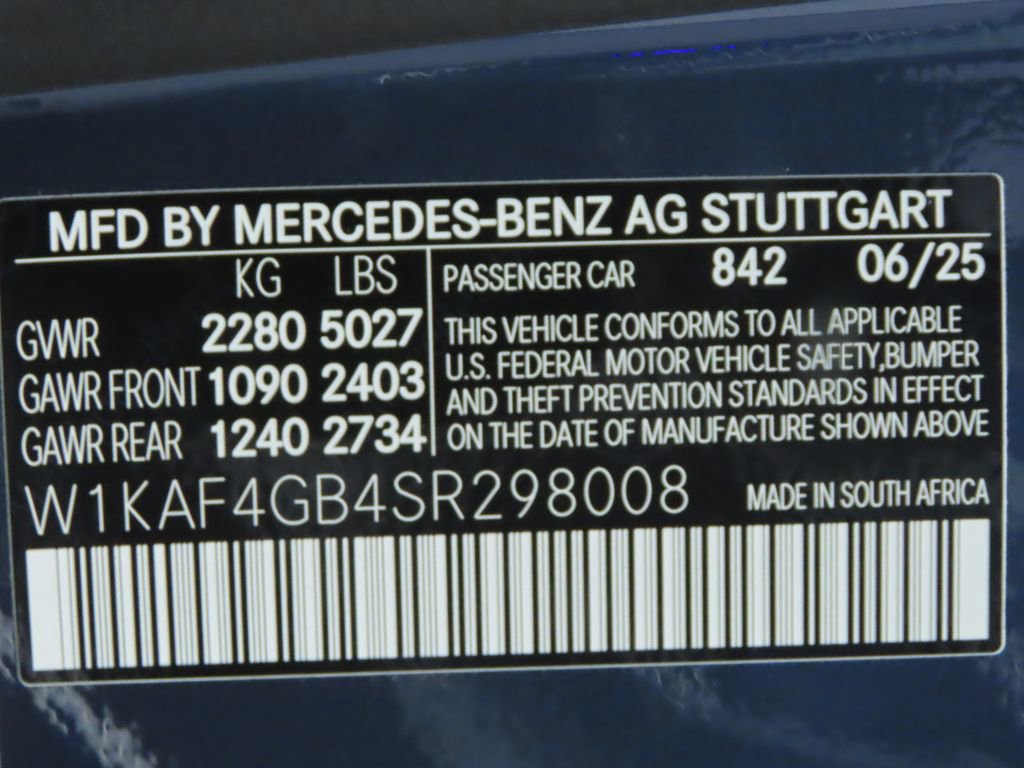 MFD BY MERCEDES-BENZ AG STUTTGART
KG LBS
GVWR 2280 5027
GAWR FRONT 1090 2403
GAWR REAR 1240 2734
PASSENGER CAR 842 06/25
THIS VEHICLE CONFORMS TO ALL APPLICABLE
U.S. FEDERAL MOTOR VEHICLE SAFETY,BUMPER
AND THEFT PREVENTION STANDARDS IN EFFECT
ON THE DATE OF MANUFACTURE SHOWN ABOVE
W1KAF4GB4SR298008 MADE IN SOUTH AFRICA